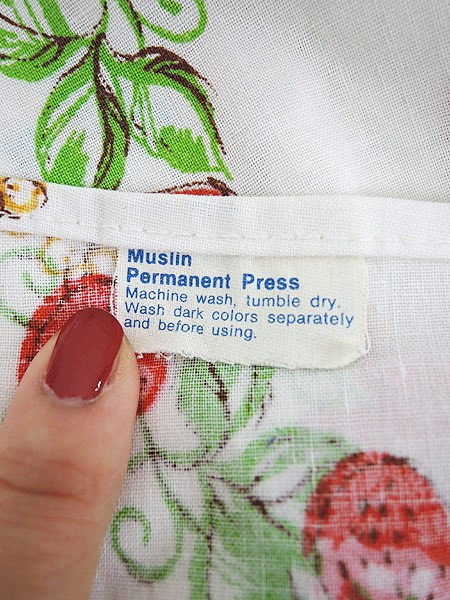 Muslin
Permanent Press
Machine wash, tumble dry.
Wash dark colors separately
and before using.